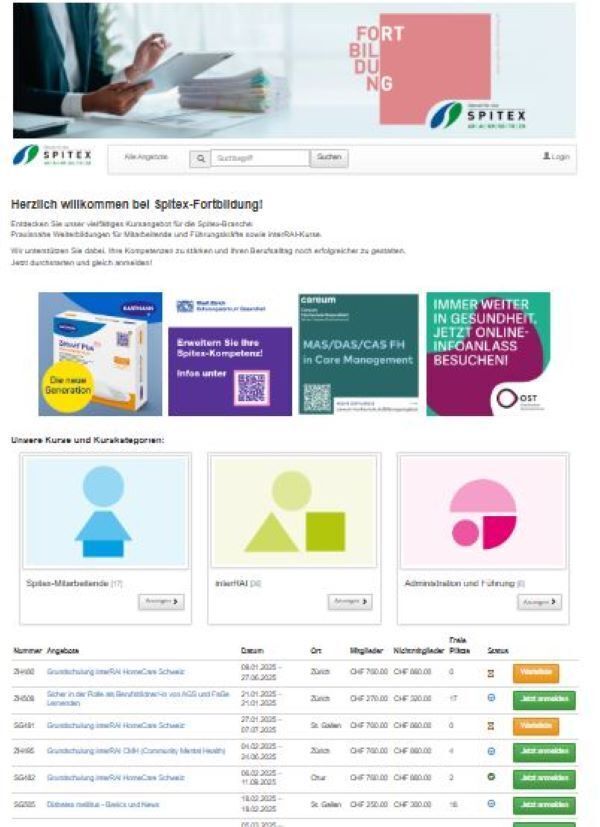 FORT
BIL
DU
NG
SPITEX
SPITEX
Alle Angebote
Suchbegriff
Suchen
Login
Herzlich willkommen bei Spitex-Fortbildung!
Entdecken Sie unser vielfältiges Kursangebot für die Spitex-Branche:
Praxisnahe Weiterbildungen für Mitarbeitende und Führungskräfte sowie interRAI-Kurse.
Wir unterstützen Sie dabei, Ihre Kompetenzen zu stärken und Ihren Berufsalltag noch erfolgreicher zu gestalten.
Jetzt durchstarten und gleich anmelden!
HARTMANN
Zetuvit Plus
Die neue
Generation
Stadt Zürich
Schulungszentrum Gesundheit
Erweitern Sie Ihre
Spitex-Kompetenz!
Infos unter
careum
MAS/DAS/CAS FH
in Care Management
IMMER WEITER
IN GESUNDHEIT.
JETZT ONLINE-
INFOANLASS
BESUCHEN!
OST
Unsere Kurse und Kurskategorien:
Spitex-Mitarbeitende [17]
Anzeigen
interRAI
Anzeigen
Administration und Führung
Anzeigen
Nummer Angebote Datum Ort Mitglieder Nichtmitglieder Freie Plätze Status
Grundschulung interRAI HomeCare Schweiz 09.01.2025 - 27.06.2025 Zürich CHF 760.00 CHF 860.00 0 Warteliste
Sicher in der Rolle als Berufsbildner/-in von AGS und FaGe Lernenden 21.01.2025 - 21.01.2025 Zürich CHF 270.00 CHF 320.00 17 Jetzt anmelden
SG481 Grundschulung interRAI HomeCare Schweiz 27.01.2025 - 07.07.2025 St. Gallen CHF 760.00 CHF 860.00 0 Warteliste
Grundschulung interRAI CMH (Community Mental Health) 04.02.2025 - 24.06.2025 Zürich CHF 760.00 CHF 860.00 4 Jetzt anmelden
SG482 Grundschulung interRAI HomeCare Schweiz 06.02.2025 - 11.08.2025 Chur CHF 760.00 CHF 860.00 2 Jetzt anmelden
SG505 Diabetes mellitus - Basics und News 18.02.2025 - 18.02.2025 St. Gallen CHF 250.00 CHF 300.00 16 Jetzt anmelden